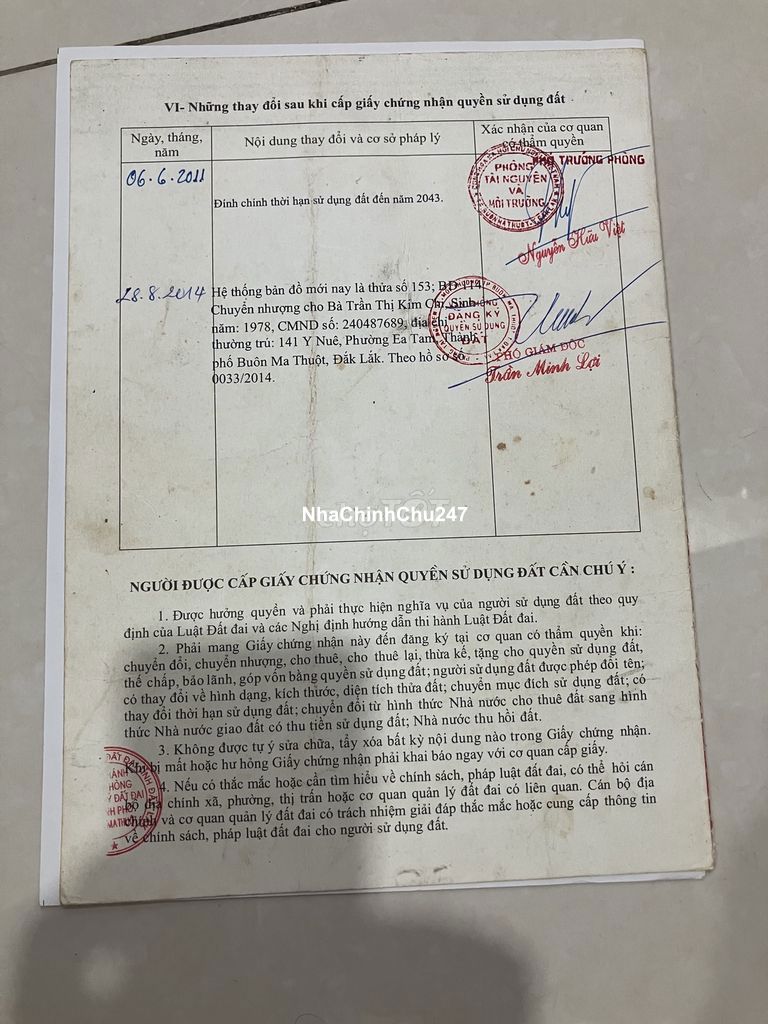 VI- Những thay đổi sau khi cấp giấy chứng nhận quyền sử dụng đất
Ngày, tháng, năm
Nội dung thay đổi và cơ sở pháp lý
Xác nhận của cơ quan có thẩm quyền
06.6.2011
Đính chính thời hạn sử dụng đất đến năm 2043.
PHÒNG
TÀI NGUYÊN
VÀ
MÔI TRƯỜNG
PHÓ TRƯỞNG PHÒNG
Nguyễn Hữu Việt
28.8.2014
Hệ thống bản đồ mới nay là thửa số 153; BĐ 114
Chuyển nhượng cho Bà Trần Thị Kim Chi, Sinh
năm: 1978, CMND số: 240487689, địa chỉ
thường trú: 141 Y Nuê, Phường Ea Tam, Thành
phố Buôn Ma Thuột, Đắk Lắk. Theo hồ sơ số
0033/2014.
ĐĂNG KÝ
QUYỀN SỬ DỤNG
ĐẤT
PHÓ GIÁM ĐỐC
Trần Minh Lợi
CHỢ TỐT
NhaChinhChu247
NGƯỜI ĐƯỢC CẤP GIẤY CHỨNG NHẬN QUYỀN SỬ DỤNG ĐẤT CẦN CHÚ Ý :
1. Được hưởng quyền và phải thực hiện nghĩa vụ của người sử dụng đất theo quy
định của Luật Đất đai và các Nghị định hướng dẫn thi hành Luật Đất đai.
2. Phải mang Giấy chứng nhận này đến đăng ký tại cơ quan có thẩm quyền khi:
chuyển đổi, chuyển nhượng, cho thuê, cho thuê lại, thừa kế, tặng cho quyền sử dụng đất,
thế chấp, bảo lãnh, góp vốn bằng quyền sử dụng đất; người sử dụng đất được phép đổi tên;
có thay đổi về hình dạng, kích thước, diện tích thửa đất; chuyển mục đích sử dụng đất; có
thay đổi thời hạn sử dụng đất; chuyển đổi từ hình thức Nhà nước cho thuê đất sang hình
thức Nhà nước giao đất có thu tiền sử dụng đất; Nhà nước thu hồi đất.
3. Không được tự ý sửa chữa, tẩy xóa bất kỳ nội dung nào trong Giấy chứng nhận.
Khi bị mất hoặc hư hỏng Giấy chứng nhận phải khai báo ngay với cơ quan cấp giấy.
4. Nếu có thắc mắc hoặc cần tìm hiểu về chính sách, pháp luật đất đai, có thể hỏi cán
bộ địa chính xã, phường, thị trấn hoặc cơ quan quản lý đất đai có liên quan. Cán bộ địa
chính và cơ quan quản lý đất đai có trách nhiệm giải đáp thắc mắc hoặc cung cấp thông tin
về chính sách, pháp luật đất đai cho người sử dụng đất.